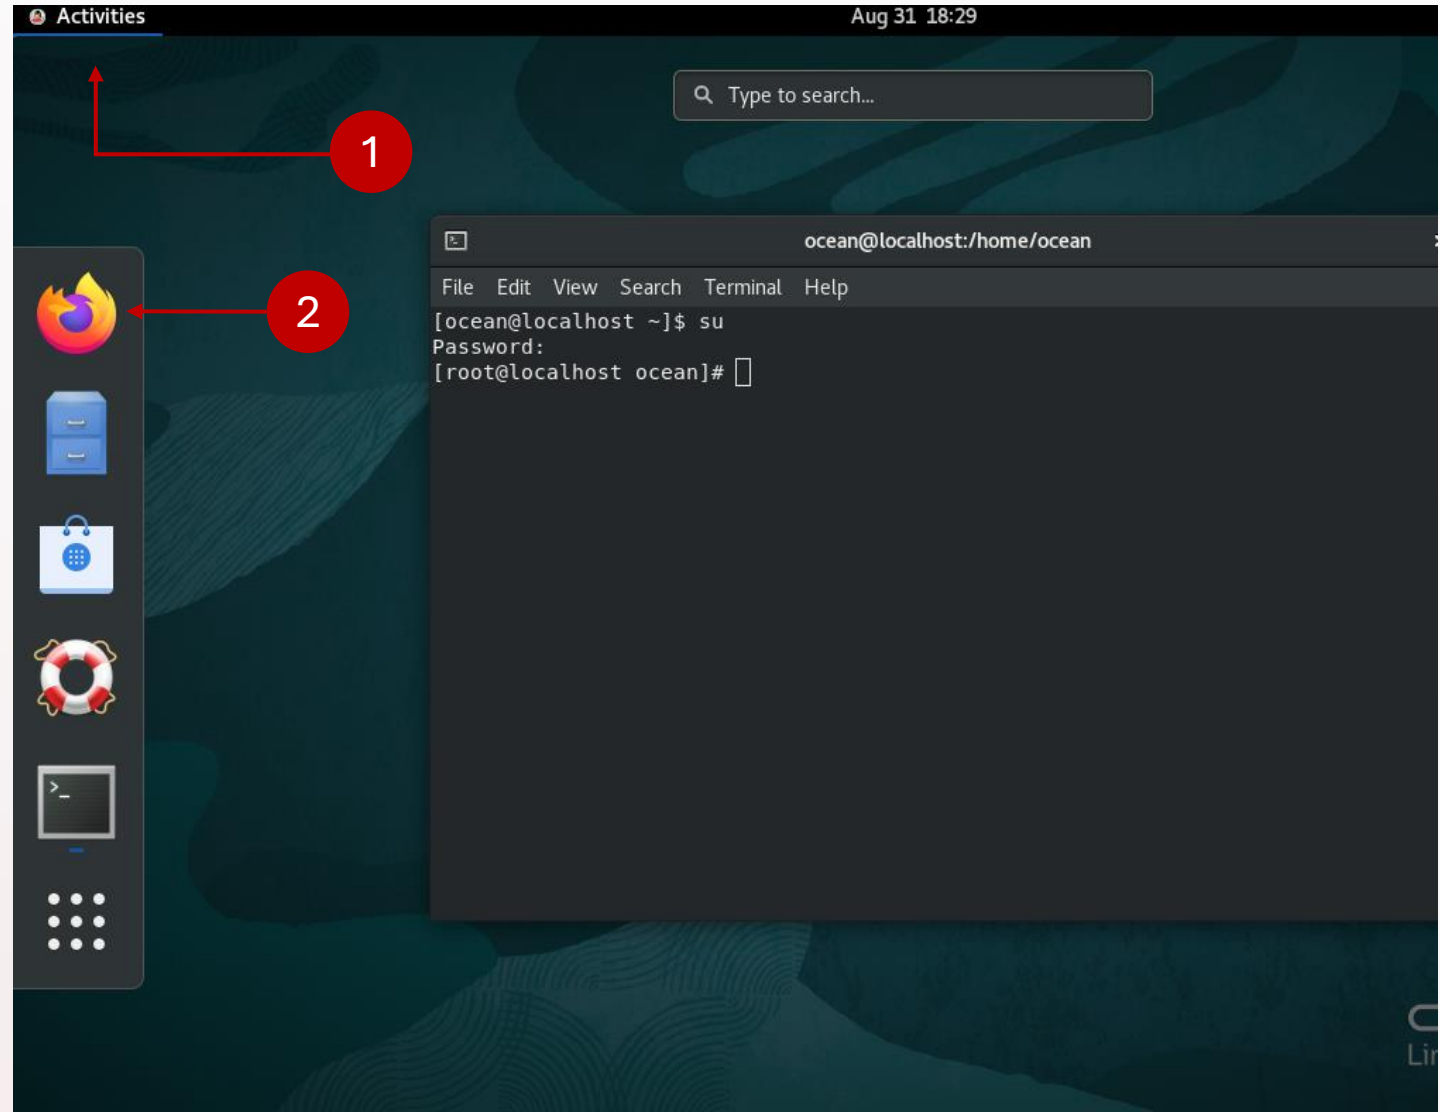 Activities
Aug 31 18:29
Type to search...
1
ocean@localhost:/home/ocean
2
File Edit View Search Terminal Help
[ocean@localhost ~]$ su
Password:
[root@localhost ocean]#
>_